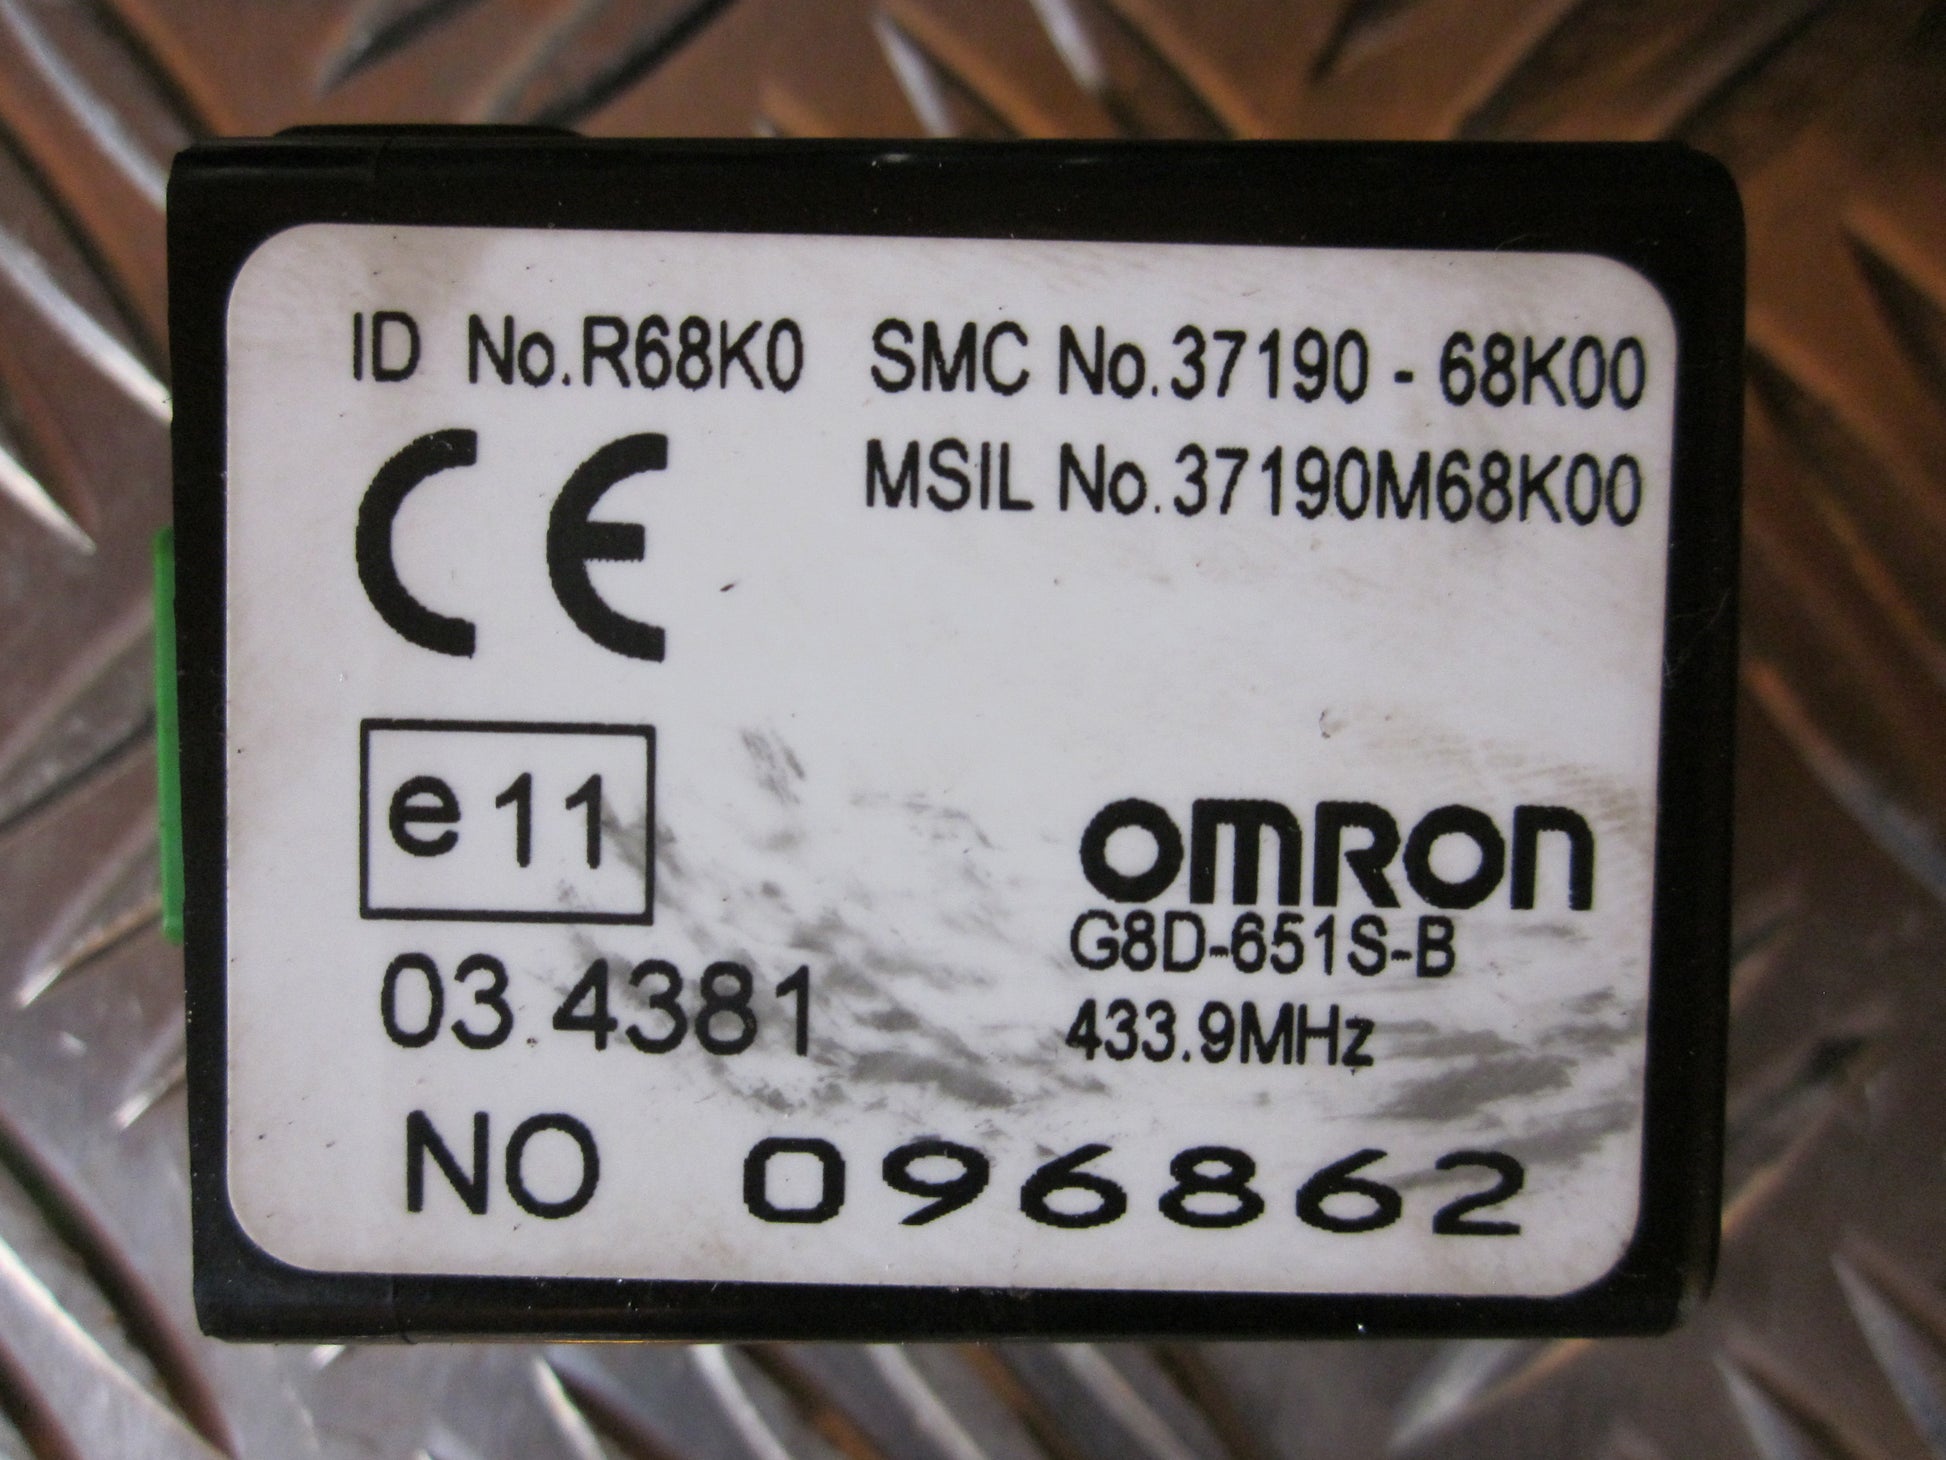 ID No.R68K0 SMC No.37190 - 68K00
MSIL No.37190M68K00
CE
e11
03 4381
OMRON
G8D-651S-B
433.9MHz
NO 096862